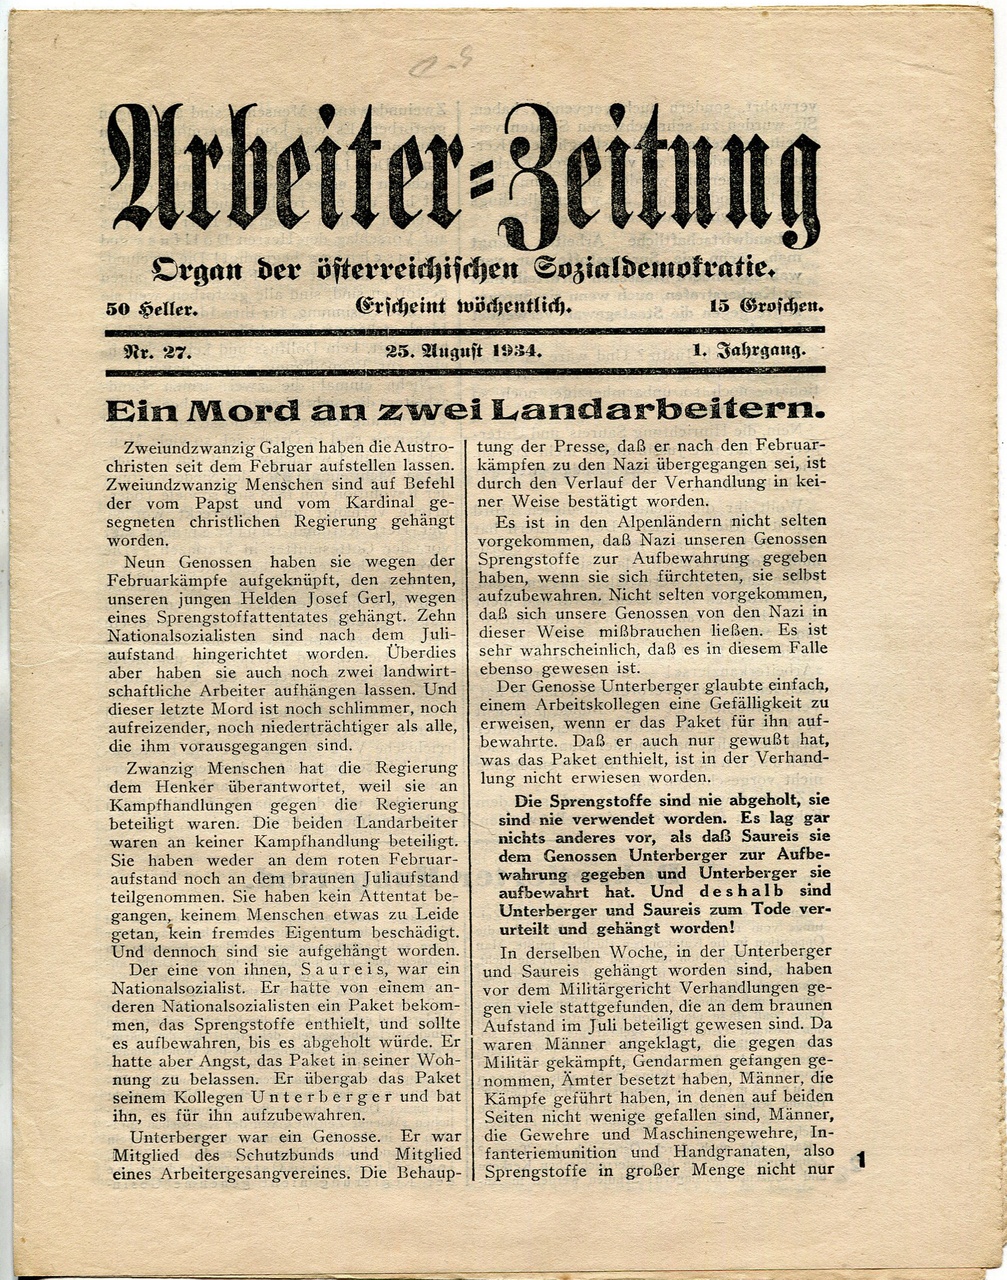 Arbeiter=Zeitung
Organ der österreichischen Sozialdemokratie.
50 Heller. Erscheint wöchentlich. 15 Groschen.
Nr. 27. 25. August 1934. 1. Jahrgang.
Ein Mord an zwei Landarbeitern.
Zweiundzwanzig Galgen haben die Austro-
christen seit dem Februar aufstellen lassen.
Zweiundzwanzig Menschen sind auf Befehl
der vom Papst und vom Kardinal ge-
segneten christlichen Regierung gehängt
worden.
Neun Genossen haben sie wegen der
Februarkämpfe aufgeknüpft, den zehnten,
unseren jungen Helden Josef Gerl, wegen
eines Sprengstoffattentates gehängt. Zehn
Nationalsozialisten sind nach dem Juli-
aufstand hingerichtet worden. Überdies
aber haben sie auch noch zwei landwirt-
schaftliche Arbeiter aufhängen lassen. Und
dieser letzte Mord ist noch schlimmer, noch
aufreizender, noch niederträchtiger als alle,
die ihm vorausgegangen sind.
Zwanzig Menschen hat die Regierung
dem Henker überantwortet, weil sie an
Kampfhandlungen gegen die Regierung
beteiligt waren. Die beiden Landarbeiter
waren an keiner Kampfhandlung beteiligt.
Sie haben weder an dem roten Februar-
aufstand noch an dem braunen Juliaufstand
teilgenommen. Sie haben kein Attentat be-
gangen, keinem Menschen etwas zu Leide
getan, kein fremdes Eigentum beschädigt.
Und dennoch sind sie aufgehängt worden.
Der eine von ihnen, Saureis, war ein
Nationalsozialist. Er hatte von einem an-
deren Nationalsozialisten ein Paket bekom-
men, das Sprengstoffe enthielt, und sollte
es aufbewahren, bis es abgeholt würde. Er
hatte aber Angst, das Paket in seiner Woh-
nung zu belassen. Er übergab das Paket
seinem Kollegen Unterberger und bat
ihn, es für ihn aufzubewahren.
Unterberger war ein Genosse. Er war
Mitglied des Schutzbunds und Mitglied
eines Arbeitergesangvereines. Die Behaup-
tung der Presse, daß er nach den Februar-
kämpfen zu den Nazi übergegangen sei, ist
durch den Verlauf der Verhandlung in kei-
ner Weise bestätigt worden.
Es ist in den Alpenländern nicht selten
vorgekommen, daß Nazi unseren Genossen
Sprengstoffe zur Aufbewahrung gegeben
haben, wenn sie sich fürchteten, sie selbst
aufzubewahren. Nicht selten vorgekommen,
daß sich unsere Genossen von den Nazi in
dieser Weise mißbrauchen ließen. Es ist
sehr wahrscheinlich, daß es in diesem Falle
ebenso gewesen ist.
Der Genosse Unterberger glaubte einfach,
einem Arbeitskollegen eine Gefälligkeit zu
erweisen, wenn er das Paket für ihn auf-
bewahrte. Daß er auch nur gewußt hat,
was das Paket enthielt, ist in der Verhand-
lung nicht erwiesen worden.
Die Sprengstoffe sind nie abgeholt, sie
sind nie verwendet worden. Es lag gar
nichts anderes vor, als daß Saureis sie
dem Genossen Unterberger zur Aufbe-
wahrung gegeben und Unterberger sie
aufbewahrt hat. Und deshalb sind
Unterberger und Saureis zum Tode ver-
urteilt und gehängt worden!
In derselben Woche, in der Unterberger
und Saureis gehängt worden sind, haben
vor dem Militärgericht Verhandlungen ge-
gen viele stattgefunden, die an dem braunen
Aufstand im Juli beteiligt gewesen sind. Da
waren Männer angeklagt, die gegen das
Militär gekämpft, Gendarmen gefangen ge-
nommen, Ämter besetzt haben, Männer, die
Kämpfe geführt haben, in denen auf beiden
Seiten nicht wenige gefallen sind, Männer,
die Gewehre und Maschinengewehre, In-
fanteriemunition und Handgranaten, also
Sprengstoffe in großer Menge nicht nur
1